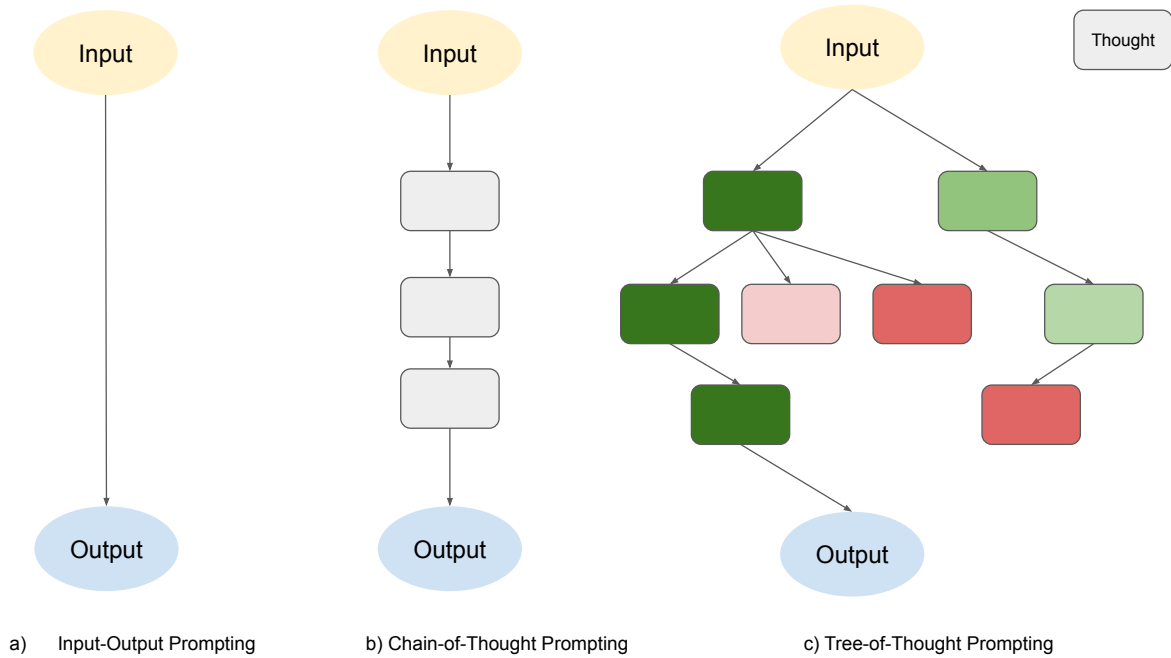 Input
Input
Input
Thought
Output
Output
Output
a) Input-Output Prompting
b) Chain-of-Thought Prompting
c) Tree-of-Thought Prompting